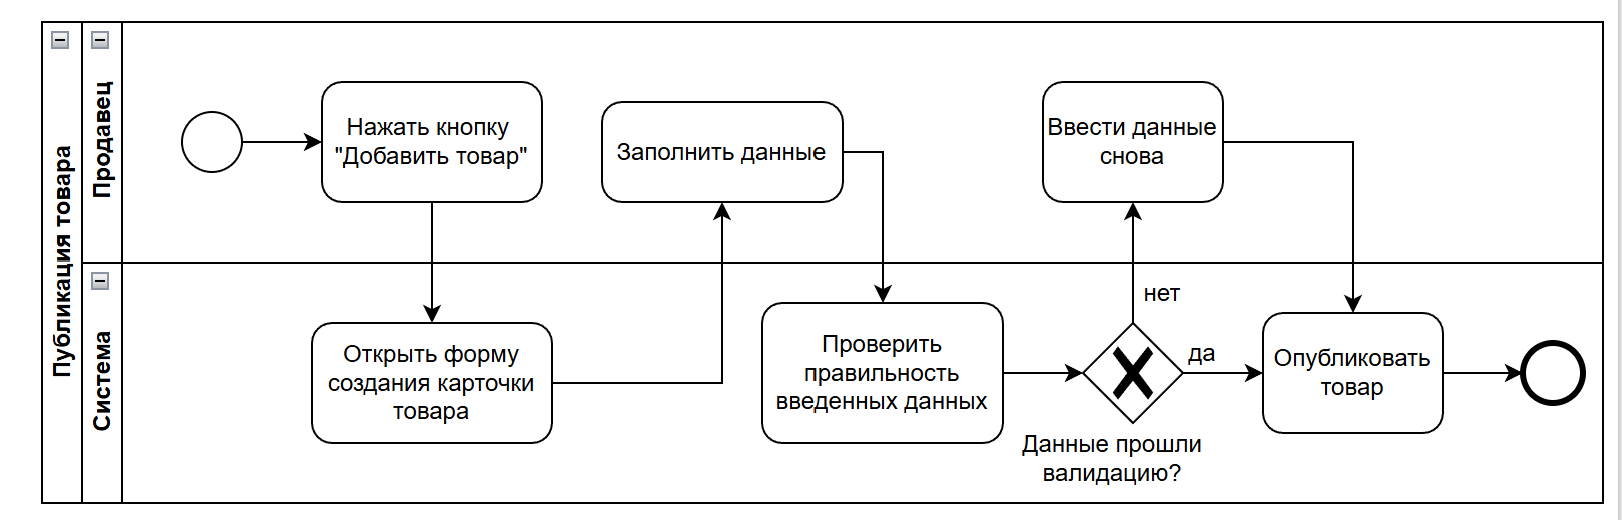 Публикация товара
Продавец
Нажать кнопку
"Добавить товар"
Заполнить данные
Ввести данные
снова
Система
Открыть форму
создания карточки
товара
Проверить
правильность
введенных данных
нет
да
Данные прошли
валидацию?
Опубликовать
товар